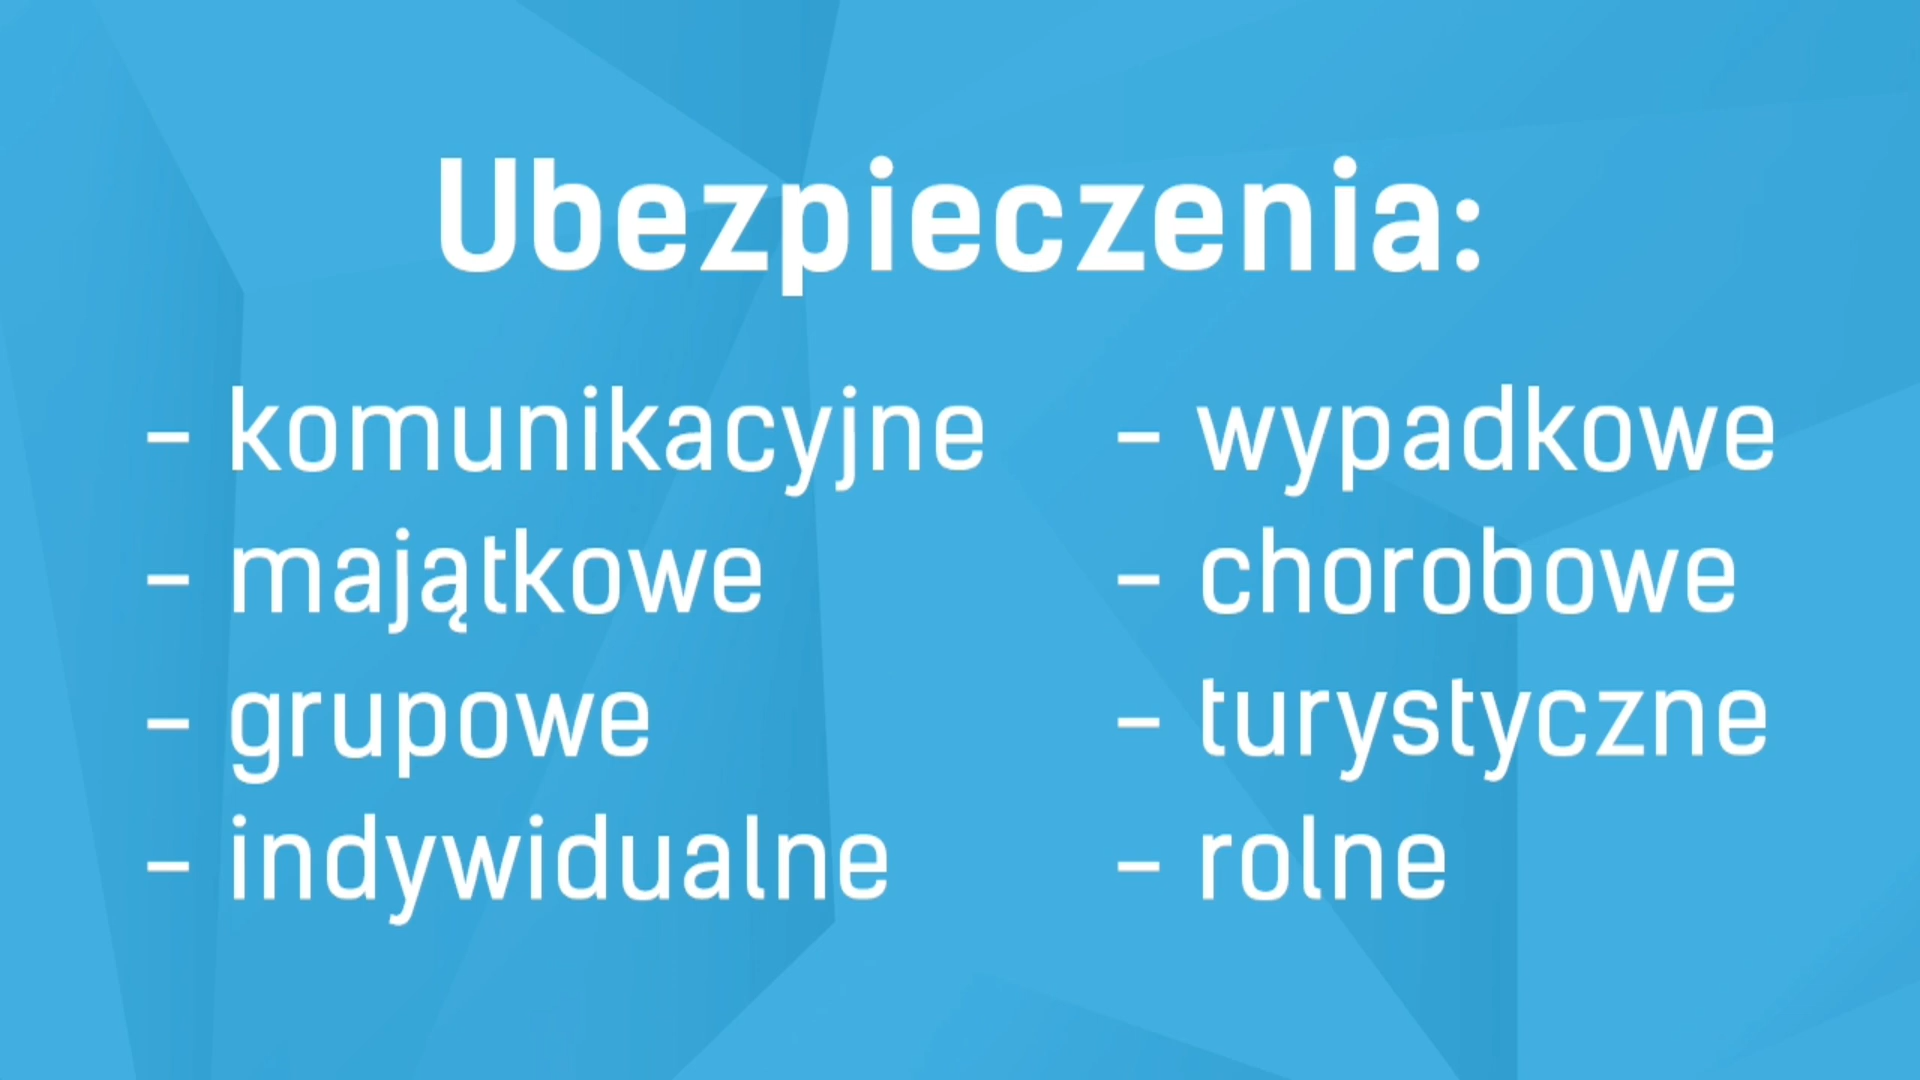 Ubezpieczenia:
– komunikacyjne
– majątkowe
– grupowe
– indywidualne
– wypadkowe
– chorobowe
– turystyczne
– rolne